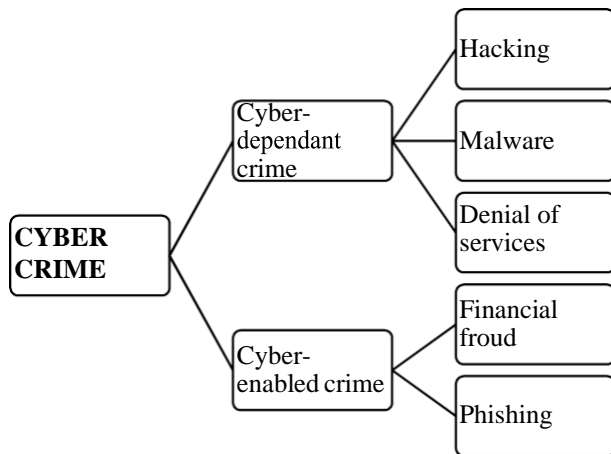 CYBER
CRIME
Cyber-
dependant
crime
Hacking
Malware
Denial of
services
Cyber-
enabled crime
Financial
froud
Phishing